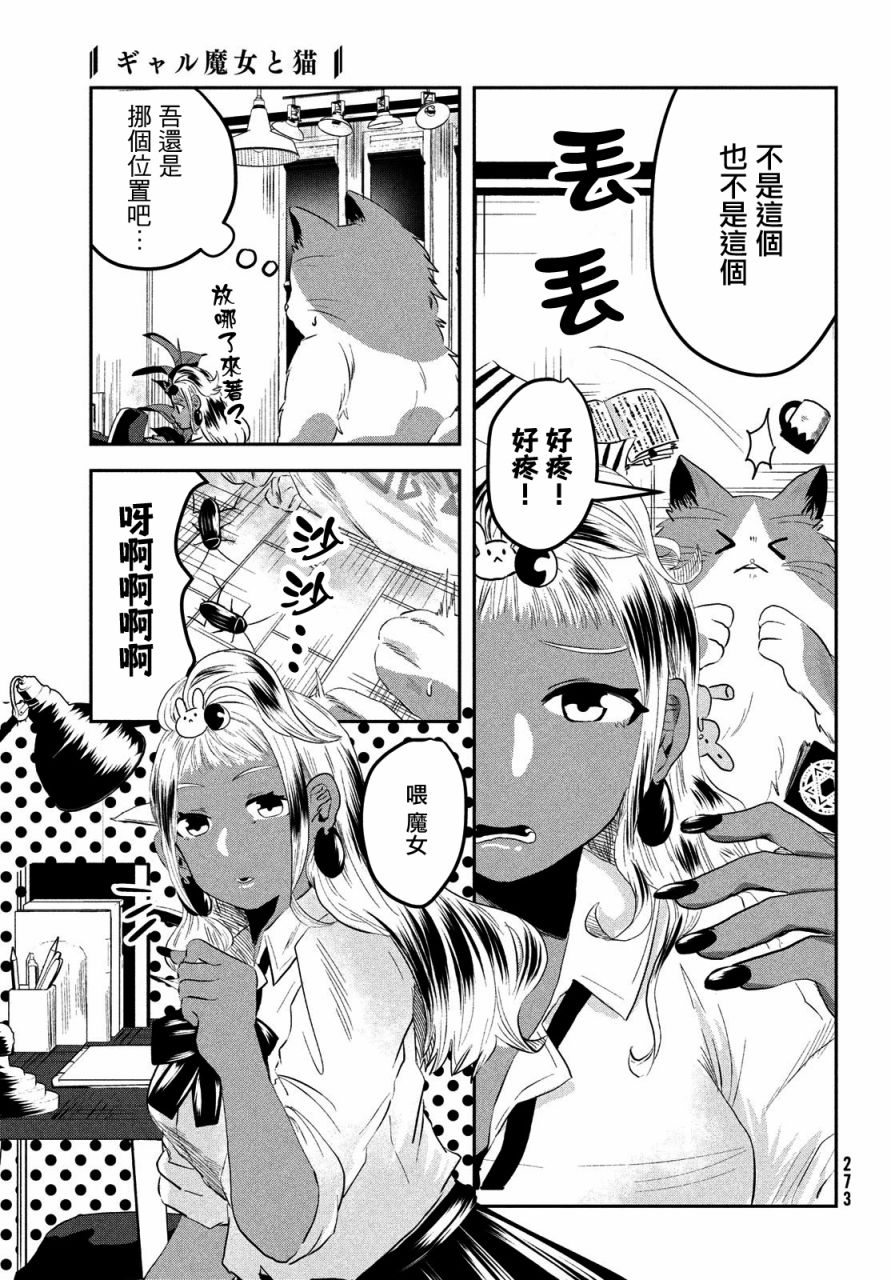 ギャル魔女と猫
不是這個
也不是這個
丟
丟
好疼！
好疼！
吾還是
挪個位置吧…
放哪了來著？
沙
沙…
呀啊啊啊啊
喂 魔女
273